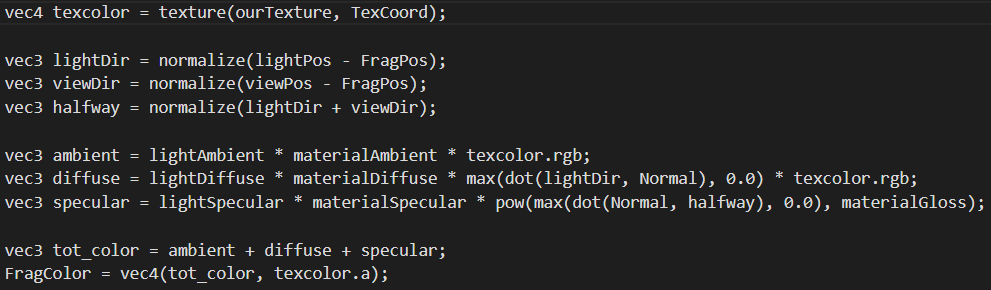 vec4 texcolor = texture(ourTexture, TexCoord);
vec3 lightDir = normalize(lightPos - FragPos);
vec3 viewDir = normalize(viewPos - FragPos);
vec3 halfway = normalize(lightDir + viewDir);
vec3 ambient = lightAmbient * materialAmbient * texcolor.rgb;
vec3 diffuse = lightDiffuse * materialDiffuse * max(dot(lightDir, Normal), 0.0) * texcolor.rgb;
vec3 specular = lightSpecular * materialSpecular * pow(max(dot(Normal, halfway), 0.0), materialGloss);
vec3 tot_color = ambient + diffuse + specular;
FragColor = vec4(tot_color, texcolor.a);